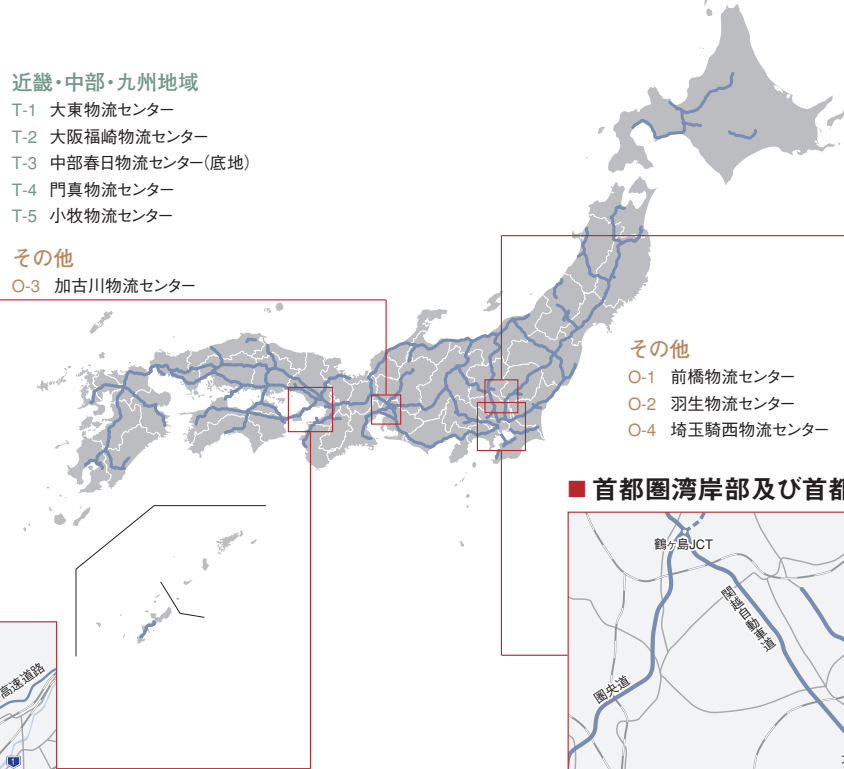 近畿・中部・九州地域
T-1 大東物流センター
T-2 大阪福崎物流センター
T-3 中部春日物流センター(底地)
T-4 門真物流センター
T-5 小牧物流センター
その他
O-3 加古川物流センター
その他
O-1 前橋物流センター
O-2 羽生物流センター
O-4 埼玉騎西物流センター
■ 首都圏湾岸部及び首都
鶴ヶ島JCT
関越自動車道
圏央道
高速道路
1